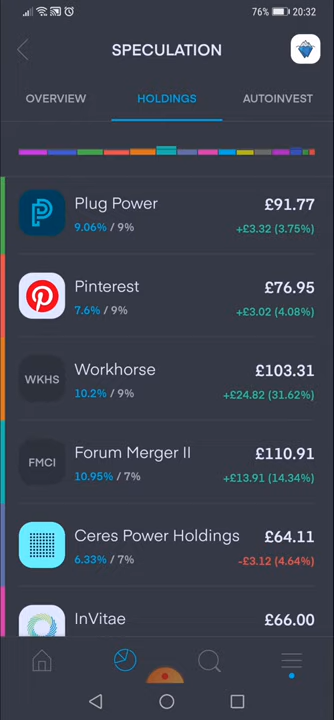 76% 20:32
SPECULATION
OVERVIEW HOLDINGS AUTOINVEST
Plug Power £91.77
9.06% / 9% +£3.32 (3.75%)
Pinterest £76.95
7.6% / 9% +£3.02 (4.08%)
WKHS Workhorse £103.31
10.2% / 9% +£24.82 (31.62%)
FMCI Forum Merger II £110.91
10.95% / 7% +£13.91 (14.34%)
Ceres Power Holdings £64.11
6.33% / 7% -£3.12 (4.64%)
InVitae £66.00